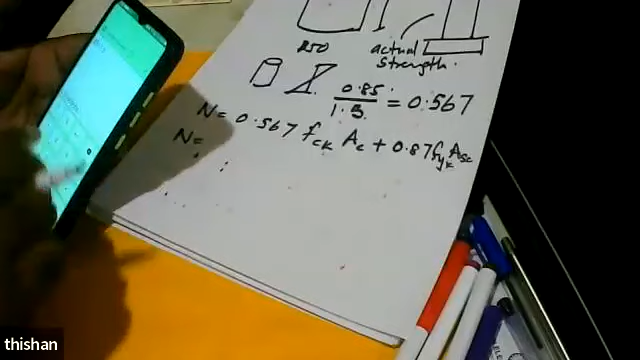 250
actual
strength.
0.85 / 1.5 = 0.567
N = 0.567 fck Ac + 0.87 fyk Asc
N =
thishan